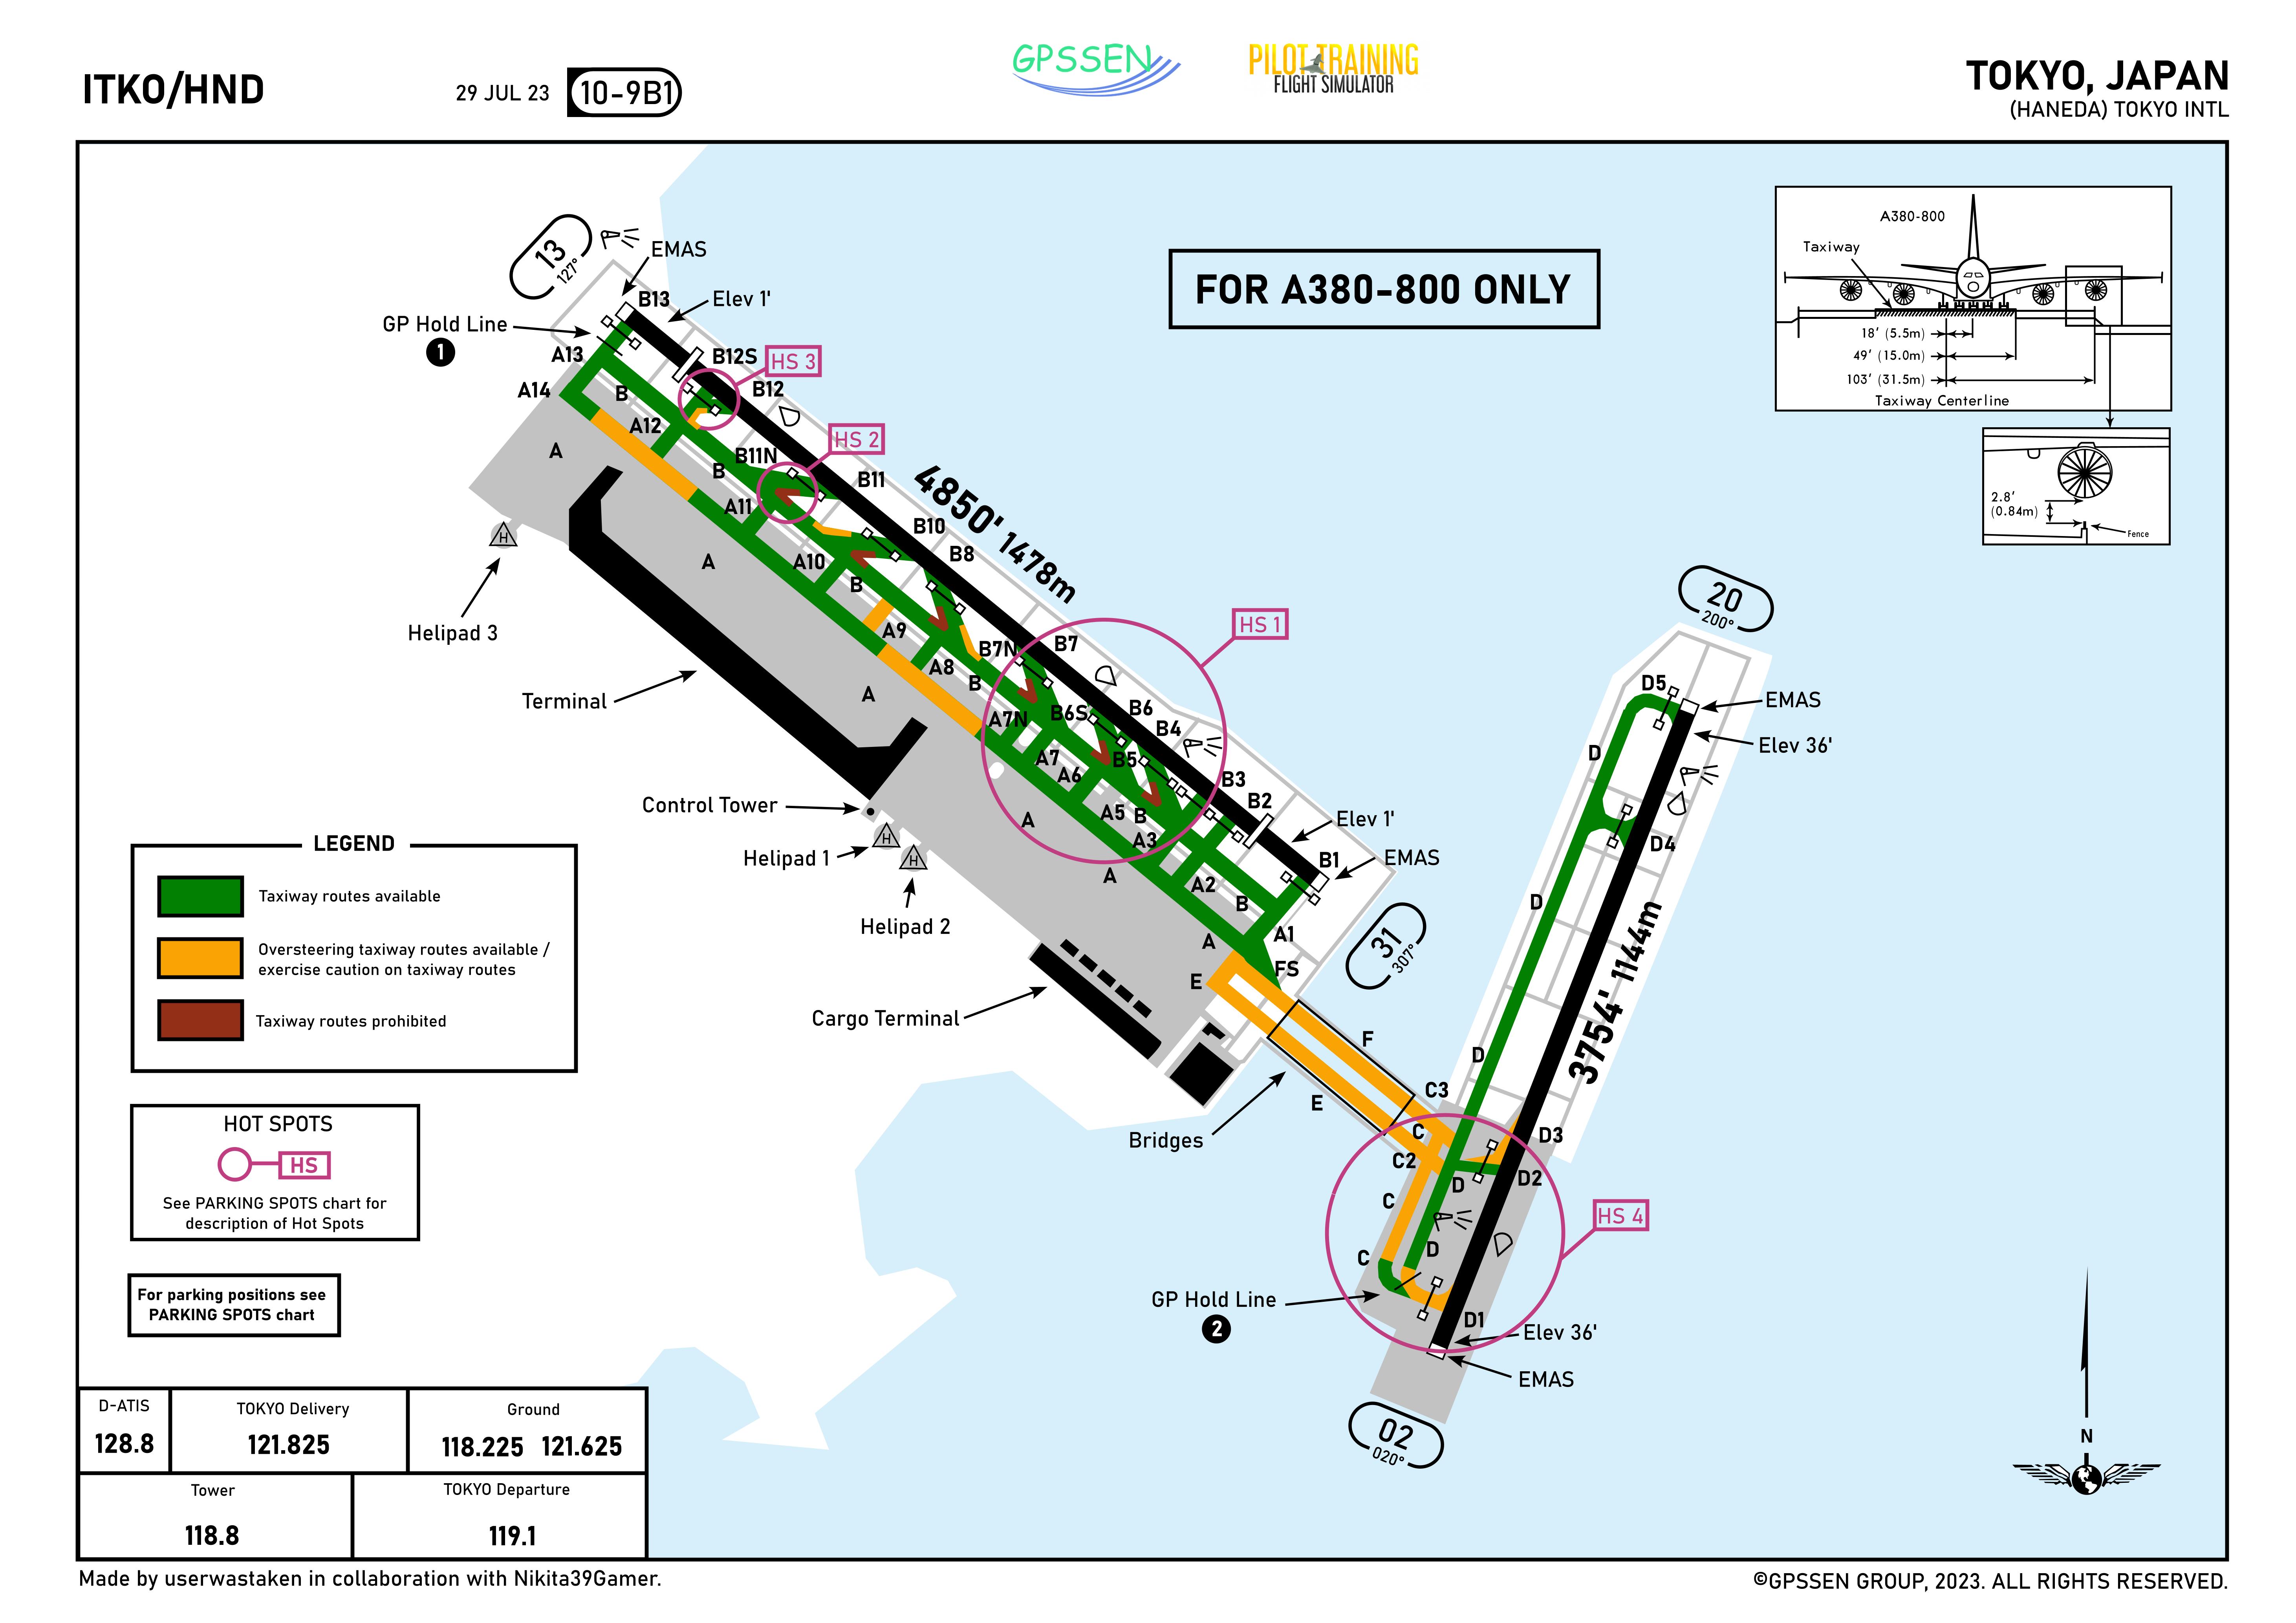 ITKO/HND
29 JUL 23
10-9B1
GPSSEN
PILOT TRAINING
FLIGHT SIMULATOR
TOKYO, JAPAN
(HANEDA) TOKYO INTL
FOR A380-800 ONLY
A380-800
Taxiway
18' (5.5m)
49' (15.0m)
103' (31.5m)
Taxiway Centerline
2.8'
(0.84m)
Fence
13
127°
EMAS
B13
Elev 1'
GP Hold Line
1
A13
B12S
HS 3
A14
B
B12
A12
HS 2
A
B11N
B
B11
4850' 1478m
A11
B10
H
A10
B8
A
B
Helipad 3
A9
HS 1
A8
B7N
B7
B
A
Terminal
A7N
B6S
B6
B4
A7
B5
A6
B3
B2
Control Tower
A
A5
B
Elev 1'
A3
H
Helipad 1
H
B1
EMAS
A
A2
Helipad 2
B
A
A1
31
307°
FS
E
Cargo Terminal
F
E
Bridges
20
200°
D5
EMAS
Elev 36'
D
D4
D
3754' 1144m
D
C3
C
D3
C2
D2
D
C
HS 4
D
C
GP Hold Line
2
D1
Elev 36'
EMAS
02
020°
N
LEGEND
Taxiway routes available
Oversteering taxiway routes available /
exercise caution on taxiway routes
Taxiway routes prohibited
HOT SPOTS
HS
See PARKING SPOTS chart for
description of Hot Spots
For parking positions see
PARKING SPOTS chart
D-ATIS
128.8
TOKYO Delivery
121.825
Ground
118.225 121.625
Tower
118.8
TOKYO Departure
119.1
Made by userwastaken in collaboration with Nikita39Gamer.
©GPSSEN GROUP, 2023. ALL RIGHTS RESERVED.